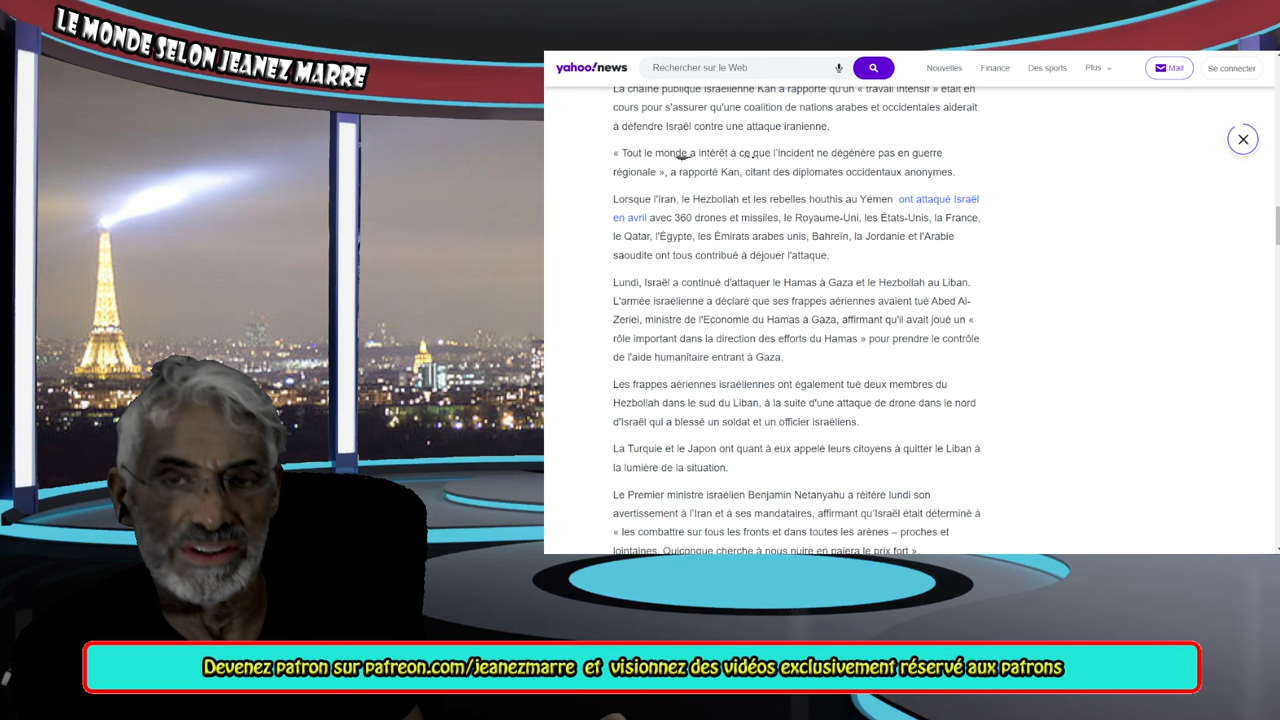 LE MONDE SELON JEANEZ MARRE
yahoo!news
Rechercher sur le Web
Nouvelles
Finance
Des sports
Plus
Mail
Se connecter
La chaîne publique israélienne Kan a rapporté qu'un « travail intensif » était en
cours pour s'assurer qu'une coalition de nations arabes et occidentales aiderait
à défendre Israël contre une attaque iranienne.
« Tout le monde a intérêt à ce que l'incident ne dégénère pas en guerre
régionale », a rapporté Kan, citant des diplomates occidentaux anonymes.
Lorsque l'Iran, le Hezbollah et les rebelles houthis au Yémen ont attaqué Israël
en avril avec 360 drones et missiles, le Royaume-Uni, les États-Unis, la France,
le Qatar, l'Égypte, les Émirats arabes unis, Bahreïn, la Jordanie et l'Arabie
saoudite ont tous contribué à déjouer l'attaque.
Lundi, Israël a continué d'attaquer le Hamas à Gaza et le Hezbollah au Liban.
L'armée israélienne a déclaré que ses frappes aériennes avaient tué Abed Al-
Zeriei, ministre de l'Economie du Hamas à Gaza, affirmant qu'il avait joué un «
rôle important dans la direction des efforts du Hamas » pour prendre le contrôle
de l'aide humanitaire entrant à Gaza.
Les frappes aériennes israéliennes ont également tué deux membres du
Hezbollah dans le sud du Liban, à la suite d'une attaque de drone dans le nord
d'Israël qui a blessé un soldat et un officier israéliens.
La Turquie et le Japon ont quant à eux appelé leurs citoyens à quitter le Liban à
la lumière de la situation.
Le Premier ministre israélien Benjamin Netanyahu a réitéré lundi son
avertissement à l'Iran et à ses mandataires, affirmant qu'Israël était déterminé à
« les combattre sur tous les fronts et dans toutes les arènes – proches et
lointaines. Quiconque cherche à nous nuire en paiera le prix fort ».
Devenez patron sur patreon.com/jeanezmarre et visionnez des vidéos exclusivement réservé aux patrons